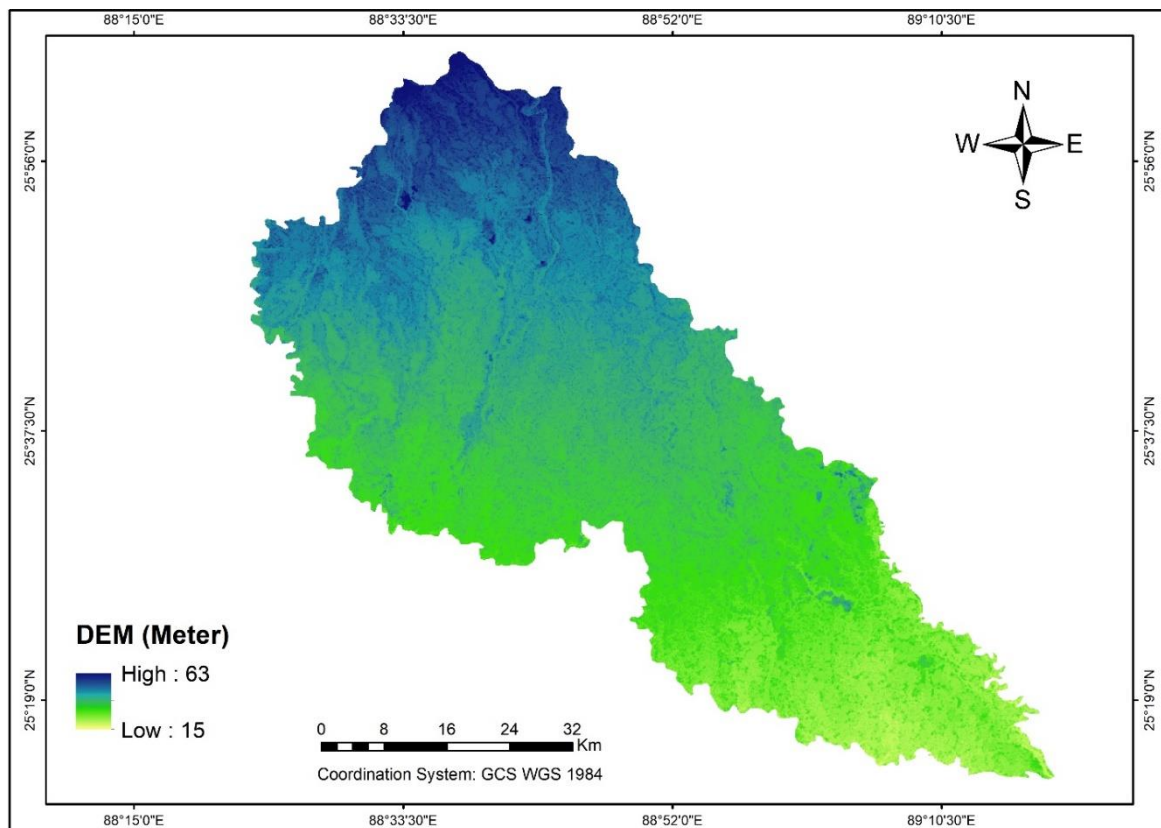 88°15'0"E 88°33'30"E 88°52'0"E 89°10'30"E
N
W E
S
25°56'0"N 25°56'0"N
25°37'30"N 25°37'30"N
DEM (Meter)
High : 63
Low : 15
25°19'0"N 25°19'0"N
0 4 8 16 24 32
Km
Coordination System: GCS WGS 1984
88°15'0"E 88°33'30"E 88°52'0"E 89°10'30"E